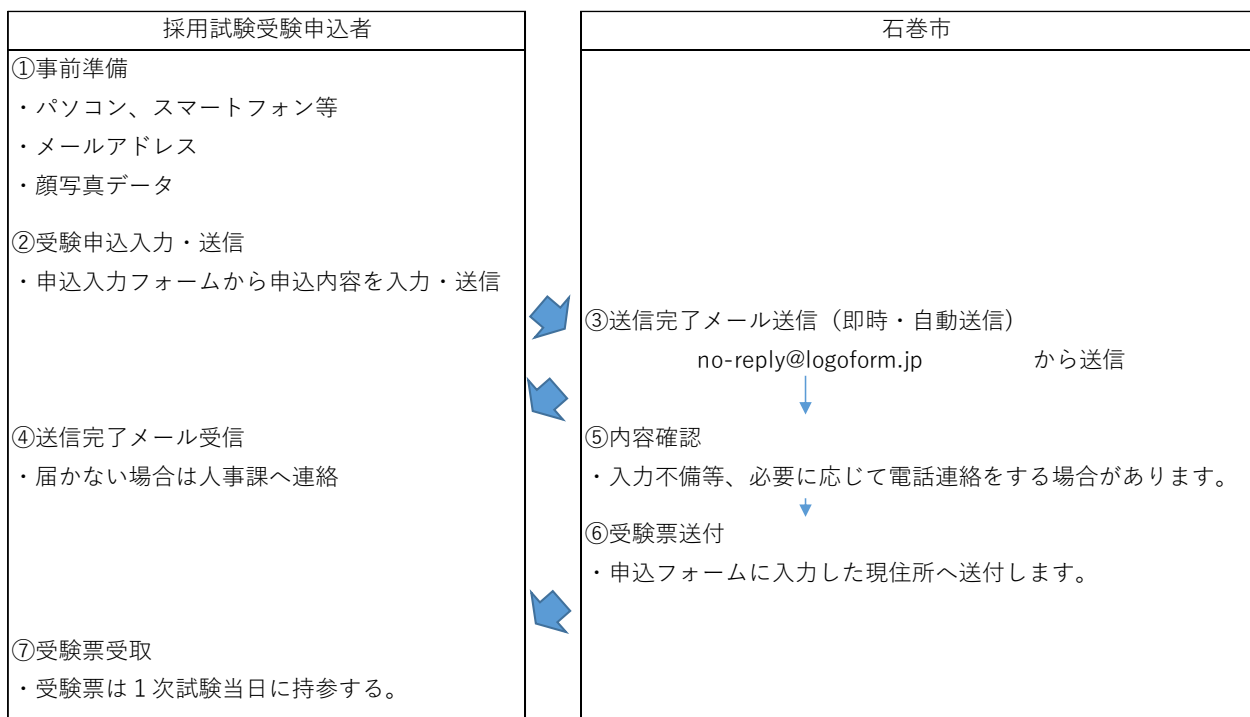 採用試験受験申込者
石巻市
①事前準備
・パソコン、スマートフォン等
・メールアドレス
・顔写真データ
②受験申込入力・送信
・申込入力フォームから申込内容を入力・送信
③送信完了メール送信（即時・自動送信）
no-reply@logoform.jp から送信
④送信完了メール受信
・届かない場合は人事課へ連絡
⑤内容確認
・入力不備等、必要に応じて電話連絡をする場合があります。
⑥受験票送付
・申込フォームに入力した現住所へ送付します。
⑦受験票受取
・受験票は１次試験当日に持参する。